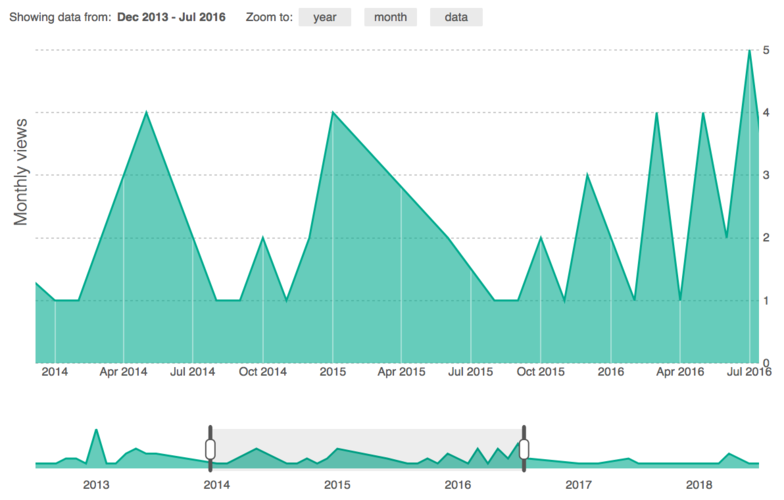 Showing data from: Dec 2013 - Jul 2016 Zoom to: year month data
Monthly views
5
4
3
2
1
0
2014 Apr 2014 Jul 2014 Oct 2014 2015 Apr 2015 Jul 2015 Oct 2015 2016 Apr 2016 Jul 2016
2013 2014 2015 2016 2017 2018